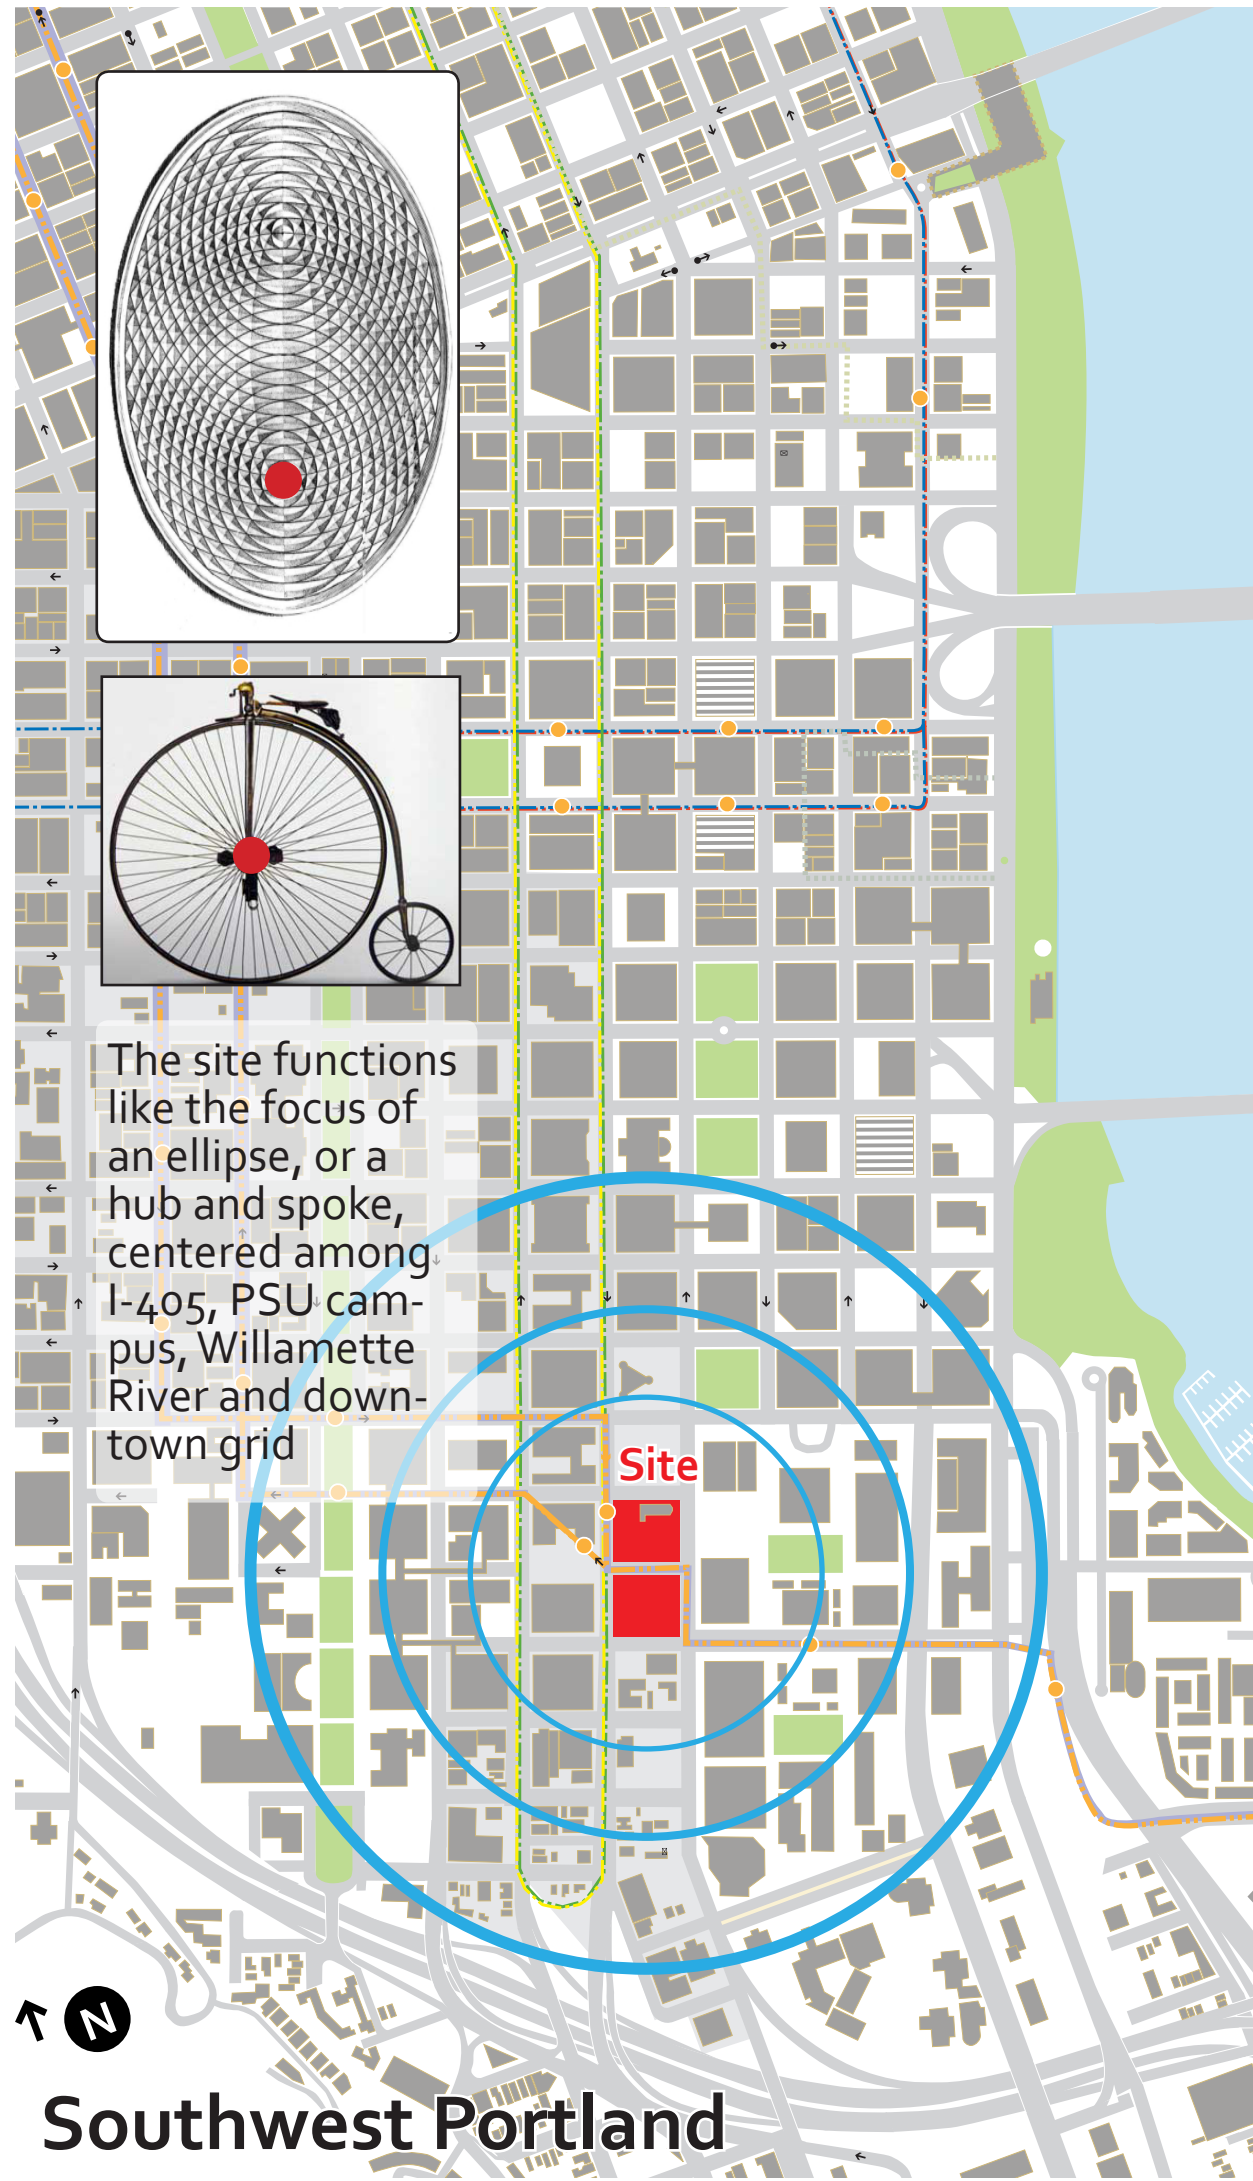 The site functions
like the focus of
an ellipse, or a
hub and spoke,
centered among
I-405, PSU cam-
pus, Willamette
River and down-
town grid
Site
N
Southwest Portland